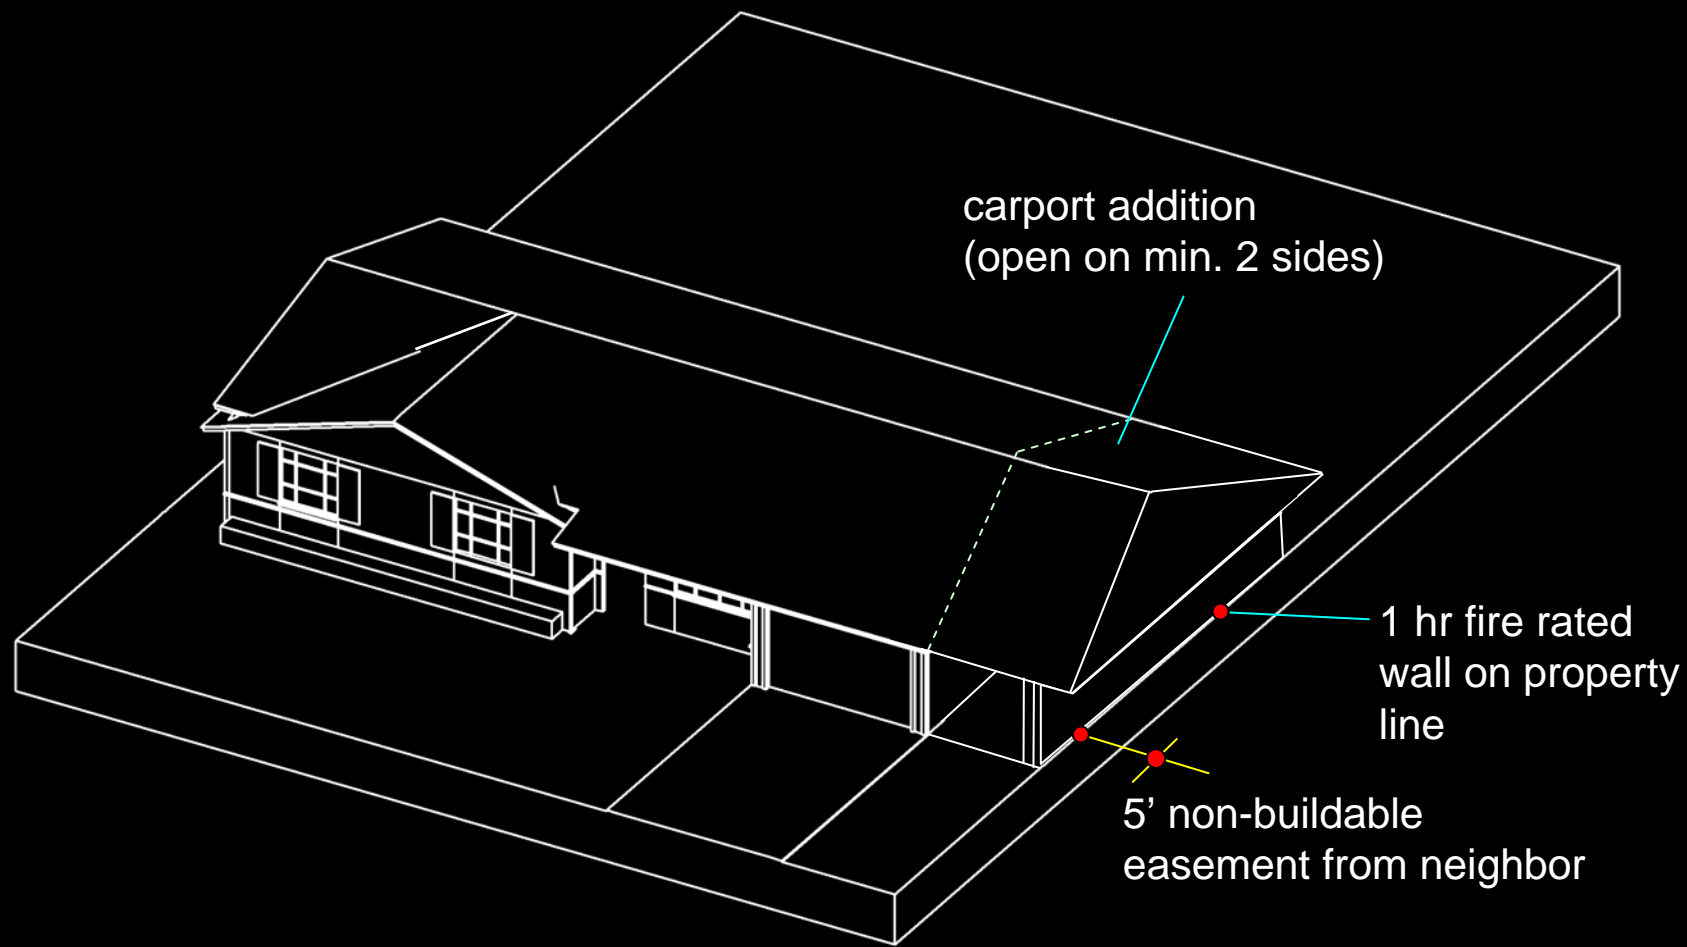 carport addition
(open on min. 2 sides)
1 hr fire rated
wall on property
line
5’ non-buildable
easement from neighbor